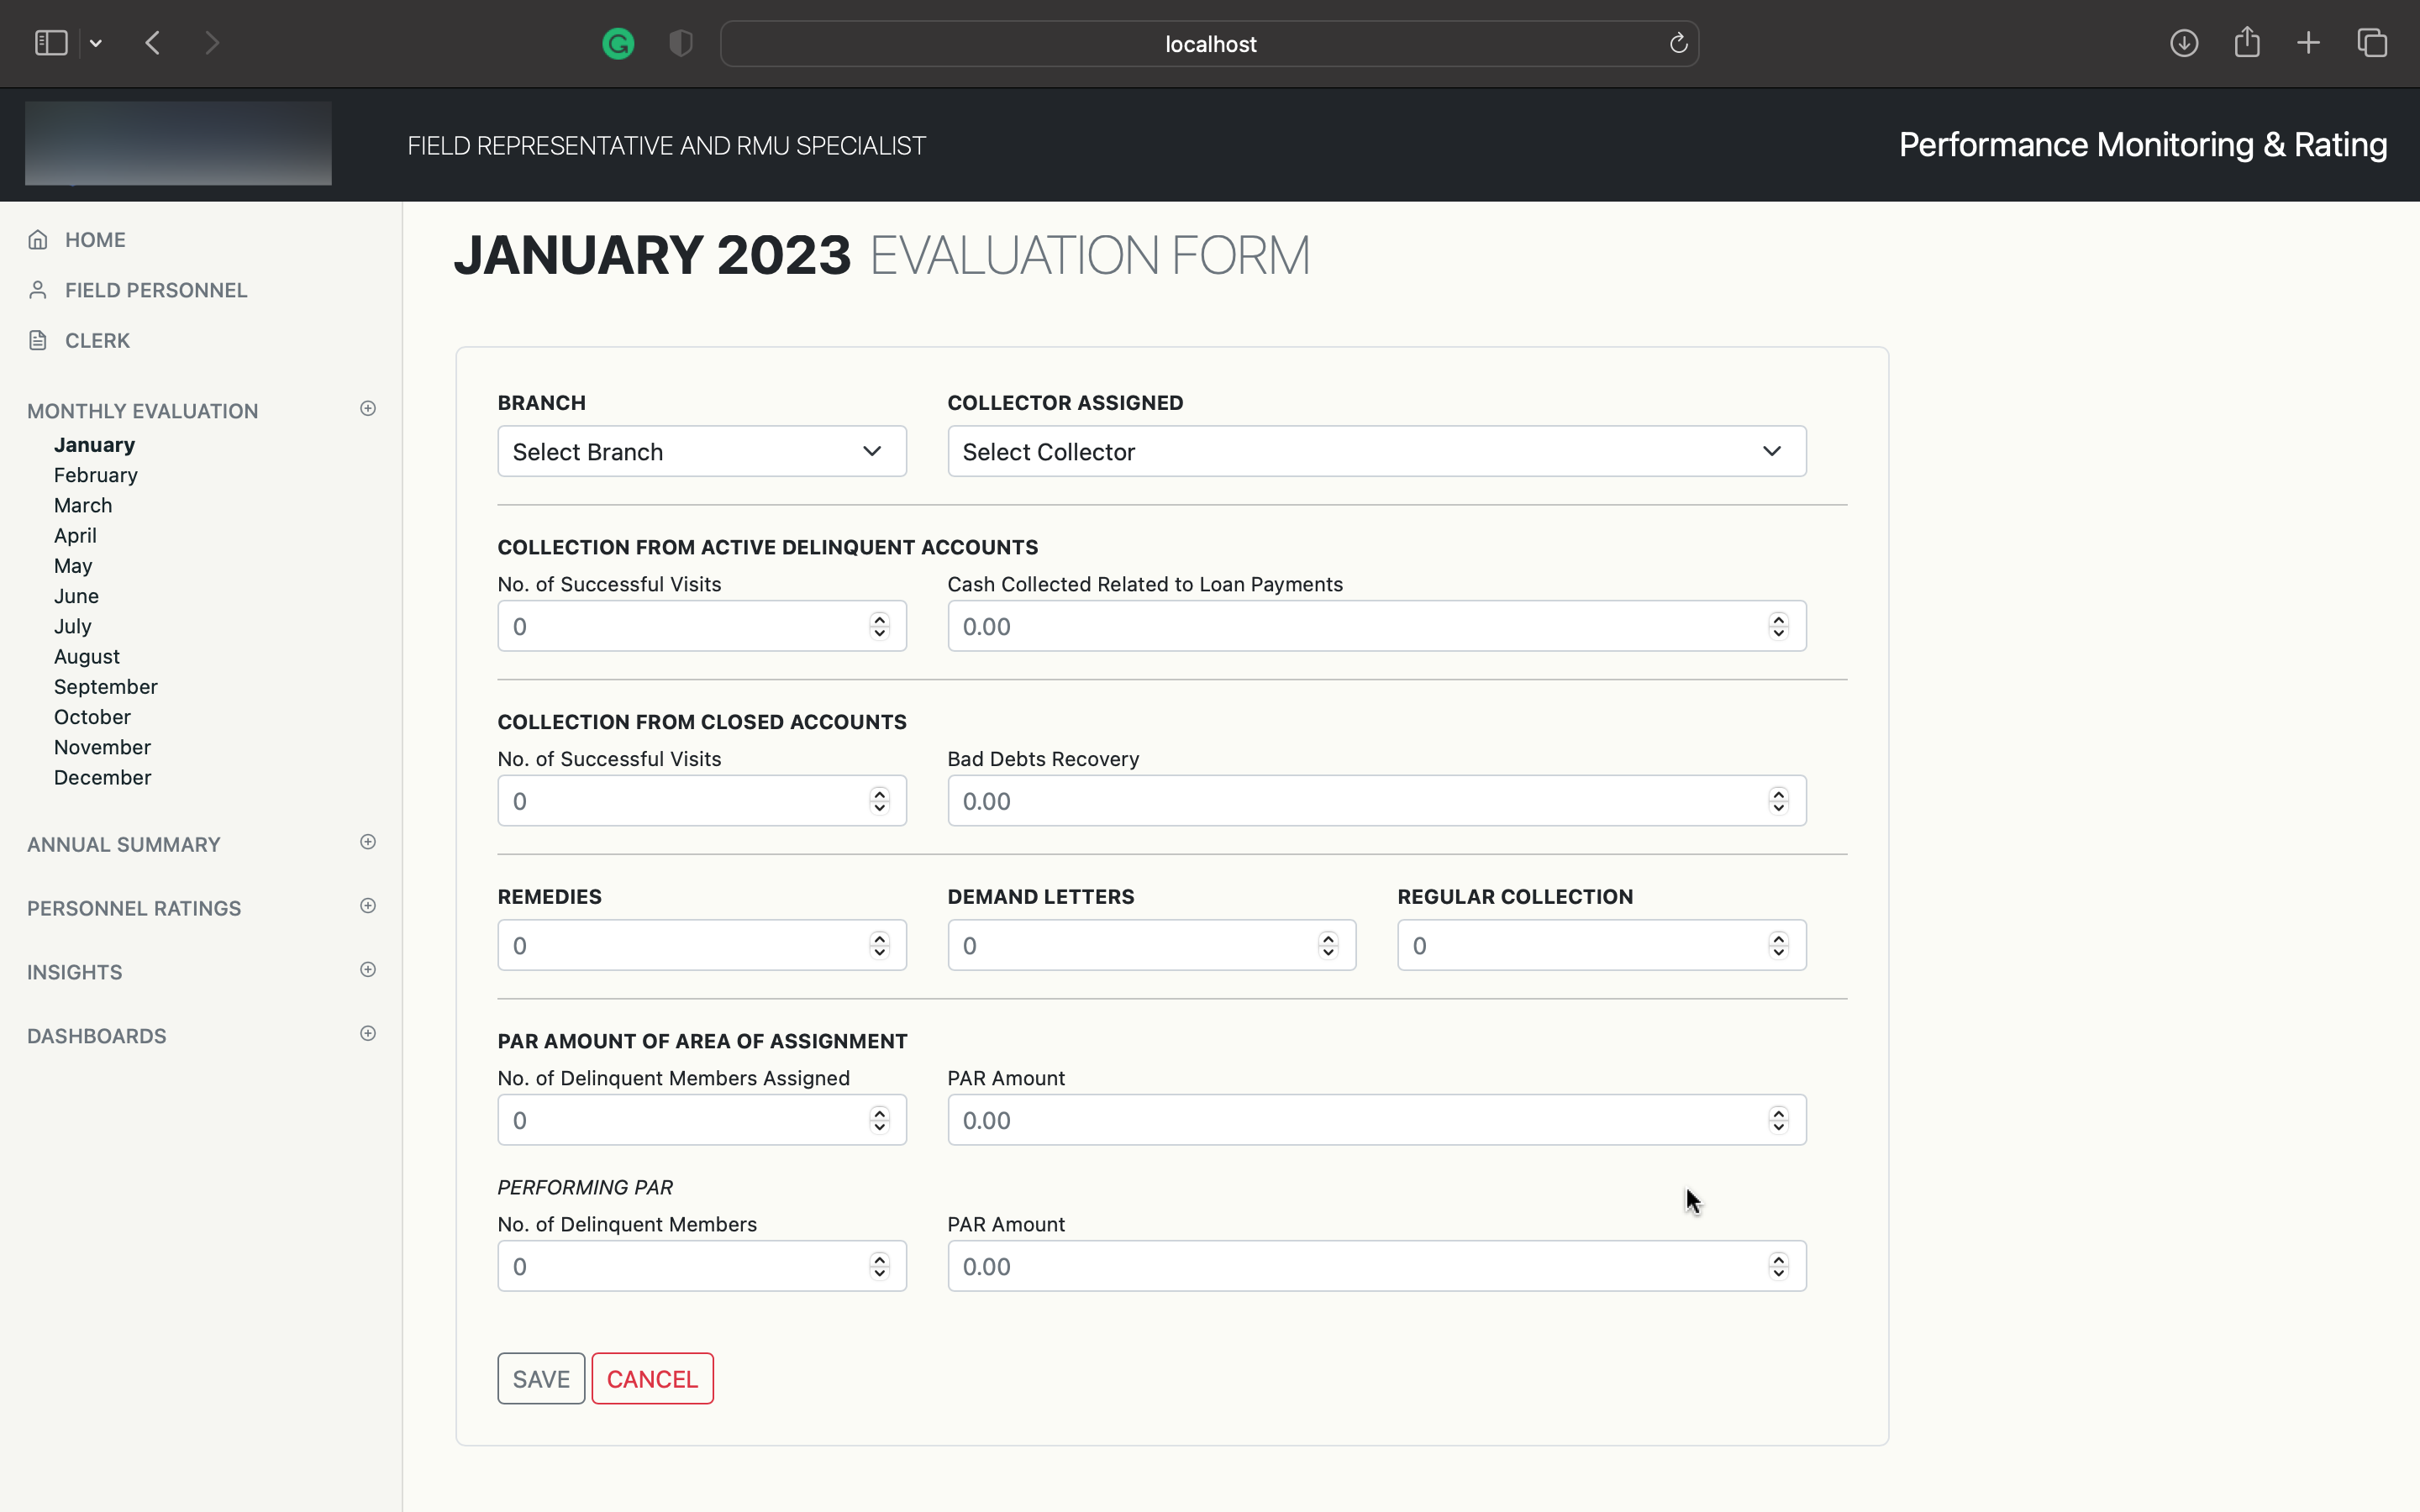 localhost
FIELD REPRESENTATIVE AND RMU SPECIALIST
Performance Monitoring & Rating
HOME
FIELD PERSONNEL
CLERK
MONTHLY EVALUATION
January
February
March
April
May
June
July
August
September
October
November
December
ANNUAL SUMMARY
PERSONNEL RATINGS
INSIGHTS
DASHBOARDS
JANUARY 2023 EVALUATION FORM
BRANCH
COLLECTOR ASSIGNED
Select Branch
Select Collector
COLLECTION FROM ACTIVE DELINQUENT ACCOUNTS
No. of Successful Visits
Cash Collected Related to Loan Payments
0
0.00
COLLECTION FROM CLOSED ACCOUNTS
No. of Successful Visits
Bad Debts Recovery
0
0.00
REMEDIES
DEMAND LETTERS
REGULAR COLLECTION
0
0
0
PAR AMOUNT OF AREA OF ASSIGNMENT
No. of Delinquent Members Assigned
PAR Amount
0
0.00
PERFORMING PAR
No. of Delinquent Members
PAR Amount
0
0.00
SAVE
CANCEL